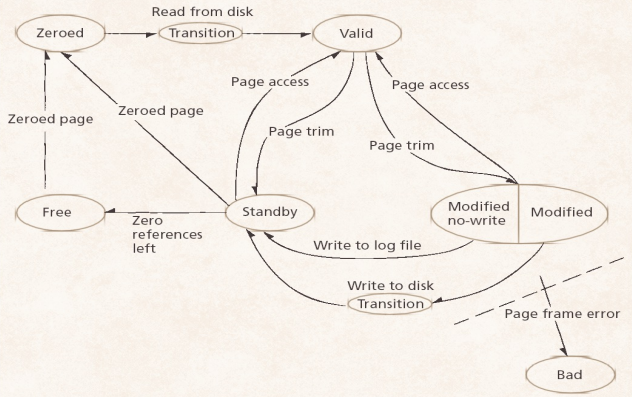 Read from disk
Zeroed
Transition
Valid
Page access
Page access
Zeroed page
Zeroed page
Page trim
Page trim
Free
Zero
references
left
Standby
Modified
no-write
Modified
Write to log file
Write to disk
Transition
Page frame error
Bad